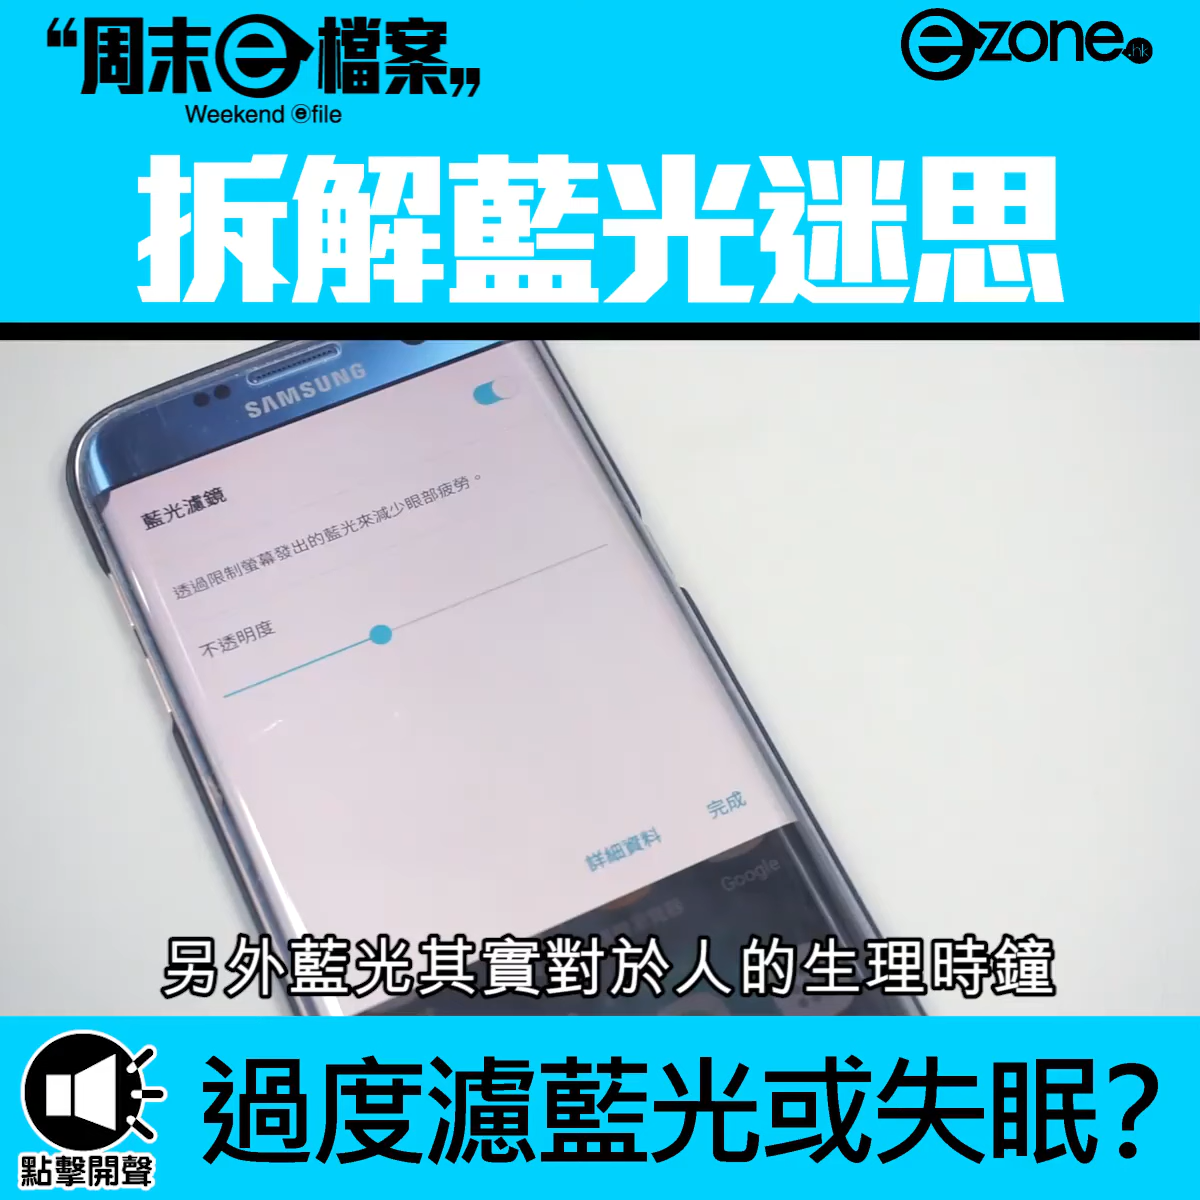 “周末e檔案”
Weekend efile
ezone.hk
拆解藍光迷思
SAMSUNG
藍光濾鏡
透過限制螢幕發出的藍光來減少眼部疲勞。
不透明度
詳細資料
完成
Google
另外藍光其實對於人的生理時鐘
點擊開聲
過度濾藍光或失眠?